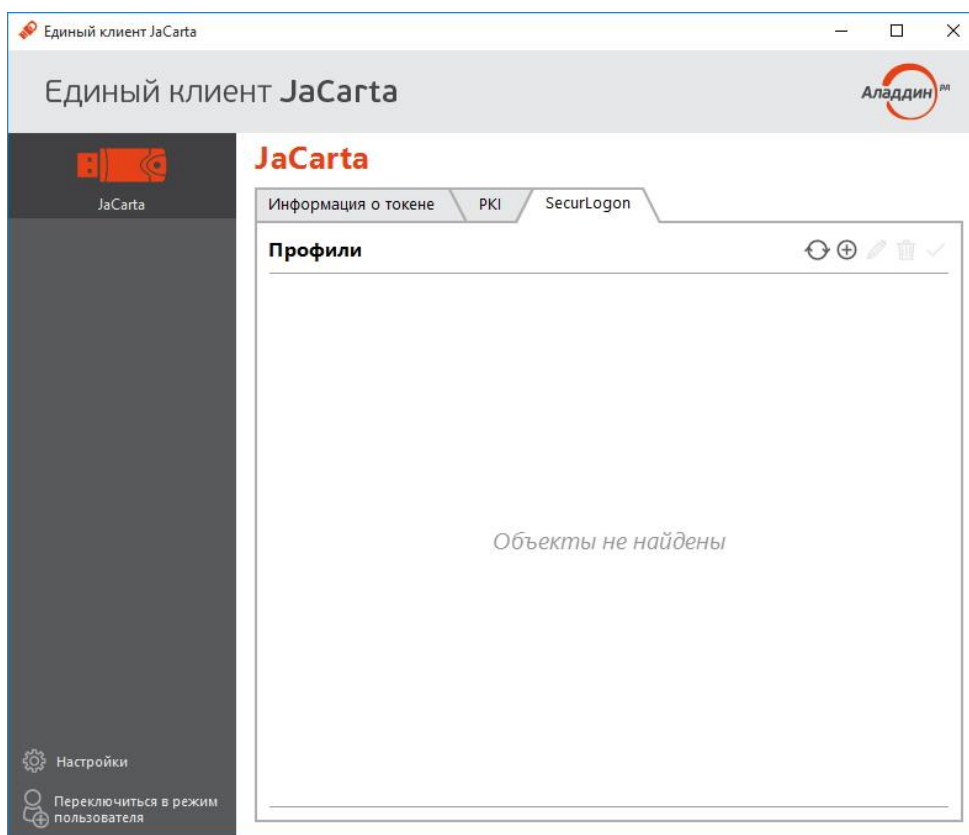 Единый клиент JaCarta
Единый клиент JaCarta
Аладдин РД
JaCarta
JaCarta
Информация о токене PKI SecurLogon
Профили
Объекты не найдены
Настройки
Переключиться в режим
пользователя